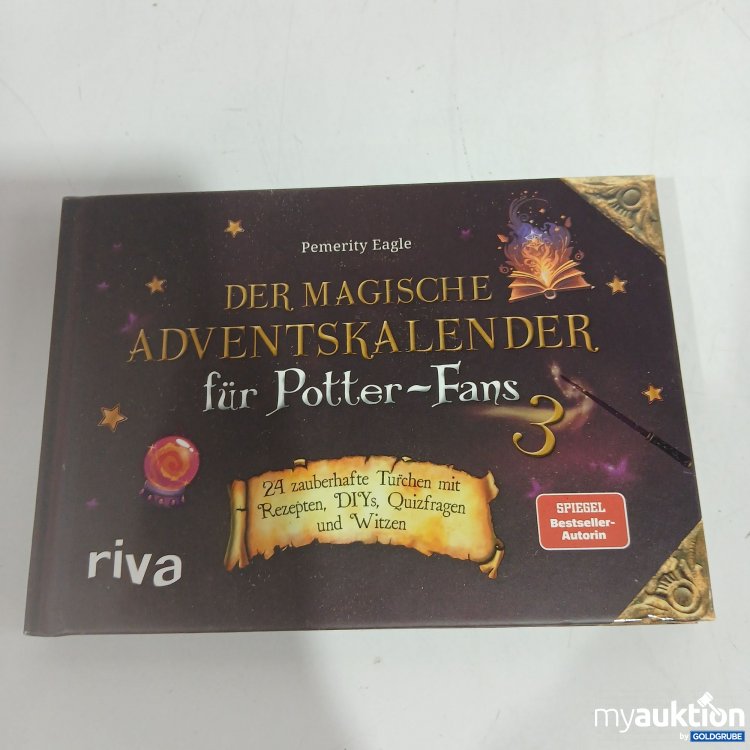 Pemerity Eagle
DER MAGISCHE
ADVENTSKALENDER
für Potter-Fans
3
24 zauberhafte Türchen mit
Rezepten, DIYs, Quizfragen
und Witzen
SPIEGEL
Bestseller-
Autorin
riva
myauktion
by GOLDGRUBE